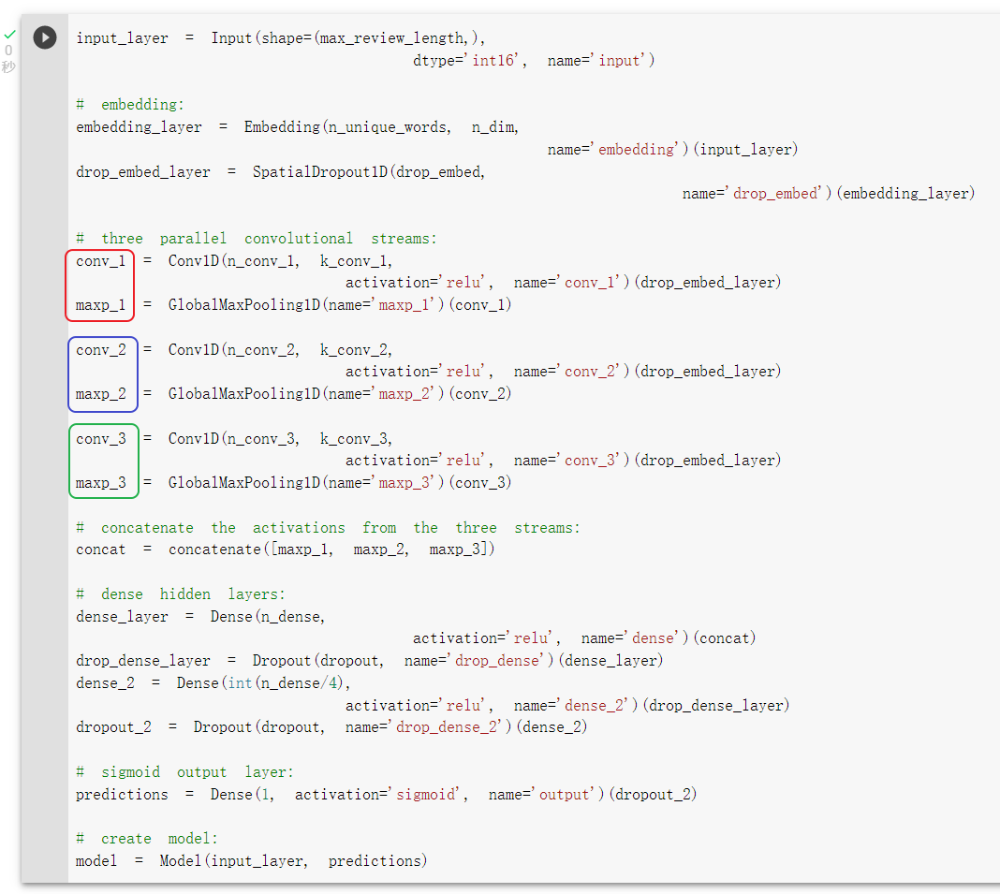 0
秒
input_layer = Input(shape=(max_review_length,),
dtype='int16', name='input')
# embedding:
embedding_layer = Embedding(n_unique_words, n_dim,
name='embedding')(input_layer)
drop_embed_layer = SpatialDropout1D(drop_embed,
name='drop_embed')(embedding_layer)
# three parallel convolutional streams:
conv_1 = Conv1D(n_conv_1, k_conv_1,
activation='relu', name='conv_1')(drop_embed_layer)
maxp_1 = GlobalMaxPooling1D(name='maxp_1')(conv_1)
conv_2 = Conv1D(n_conv_2, k_conv_2,
activation='relu', name='conv_2')(drop_embed_layer)
maxp_2 = GlobalMaxPooling1D(name='maxp_2')(conv_2)
conv_3 = Conv1D(n_conv_3, k_conv_3,
activation='relu', name='conv_3')(drop_embed_layer)
maxp_3 = GlobalMaxPooling1D(name='maxp_3')(conv_3)
# concatenate the activations from the three streams:
concat = concatenate([maxp_1, maxp_2, maxp_3])
# dense hidden layers:
dense_layer = Dense(n_dense,
activation='relu', name='dense')(concat)
drop_dense_layer = Dropout(dropout, name='drop_dense')(dense_layer)
dense_2 = Dense(int(n_dense/4),
activation='relu', name='dense_2')(drop_dense_layer)
dropout_2 = Dropout(dropout, name='drop_dense_2')(dense_2)
# sigmoid output layer:
predictions = Dense(1, activation='sigmoid', name='output')(dropout_2)
# create model:
model = Model(input_layer, predictions)